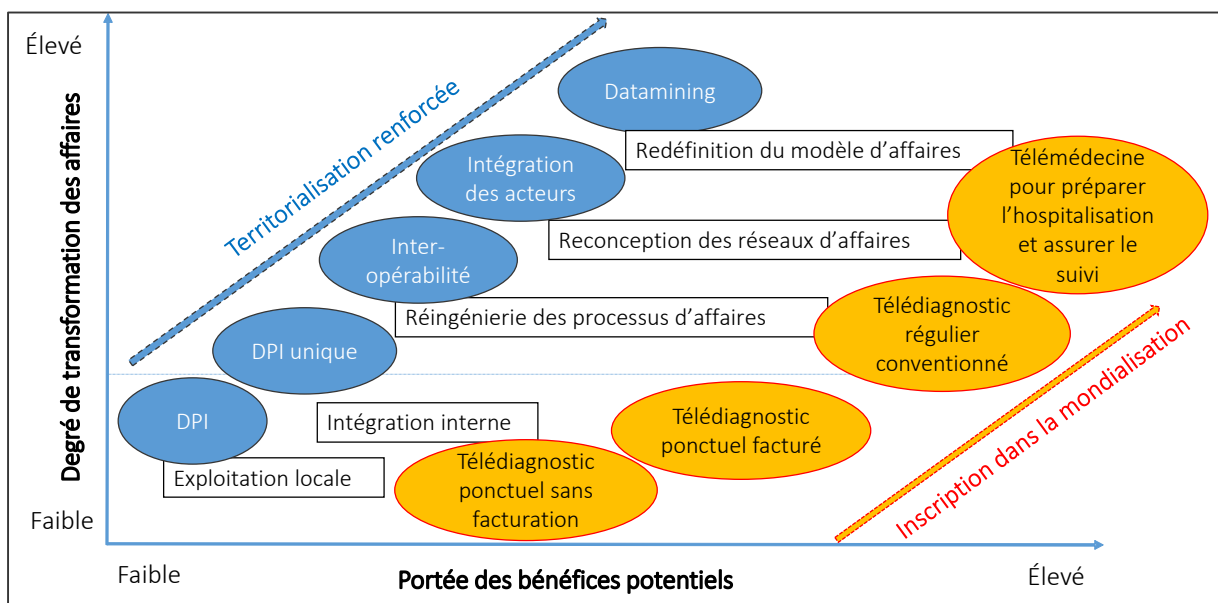 Élevé
Degré de transformation des affaires
Faible
Territorialisation renforcée
Datamining
Redéfinition du modèle d’affaires
Intégration
des acteurs
Télémédecine
pour préparer
l’hospitalisation
et assurer le
suivi
Reconception des réseaux d’affaires
Inter-
opérabilité
Réingénierie des processus d’affaires
Télédiagnostic
régulier
conventionné
DPI unique
DPI
Intégration interne
Télédiagnostic
ponctuel facturé
Exploitation locale
Télédiagnostic
ponctuel sans
facturation
Inscription dans la mondialisation
Faible
Portée des bénéfices potentiels
Élevé